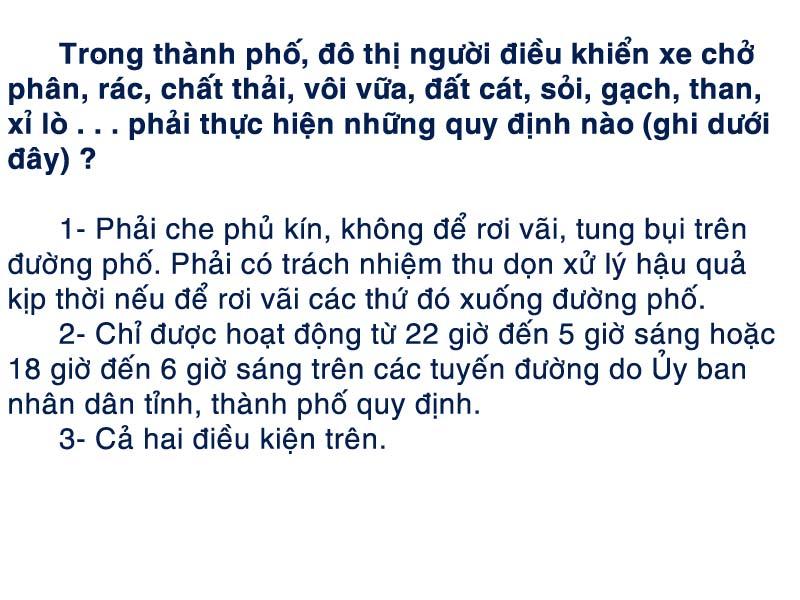 Trong thành phố, đô thị người điều khiển xe chở
phân, rác, chất thải, vôi vữa, đất cát, sỏi, gạch, than,
xỉ lò . . . phải thực hiện những quy định nào (ghi dưới
đây) ?
1- Phải che phủ kín, không để rơi vãi, tung bụi trên
đường phố. Phải có trách nhiệm thu dọn xử lý hậu quả
kịp thời nếu để rơi vãi các thứ đó xuống đường phố.
2- Chỉ được hoạt động từ 22 giờ đến 5 giờ sáng hoặc
18 giờ đến 6 giờ sáng trên các tuyến đường do Ủy ban
nhân dân tỉnh, thành phố quy định.
3- Cả hai điều kiện trên.